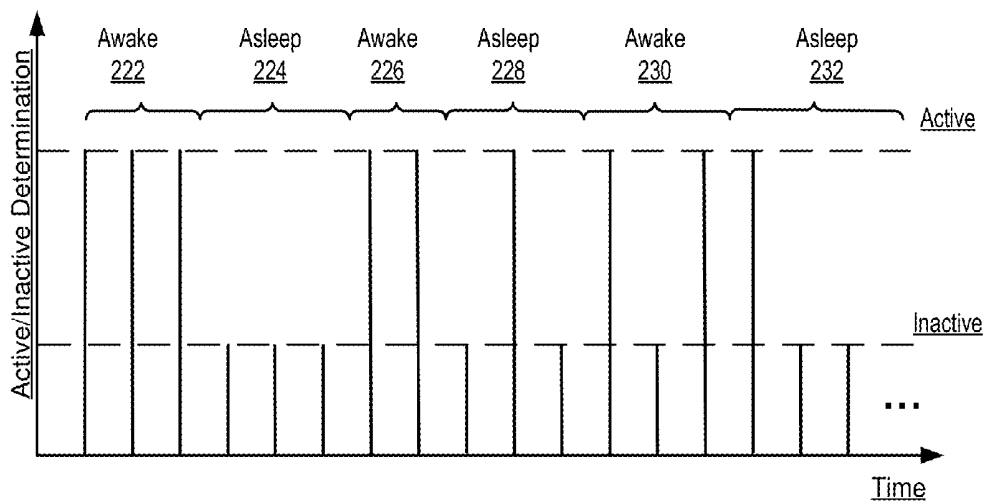 Awake Asleep Awake Asleep Awake Asleep
222 224 226 228 230 232
Active
Inactive
...
Time
Active/Inactive Determination